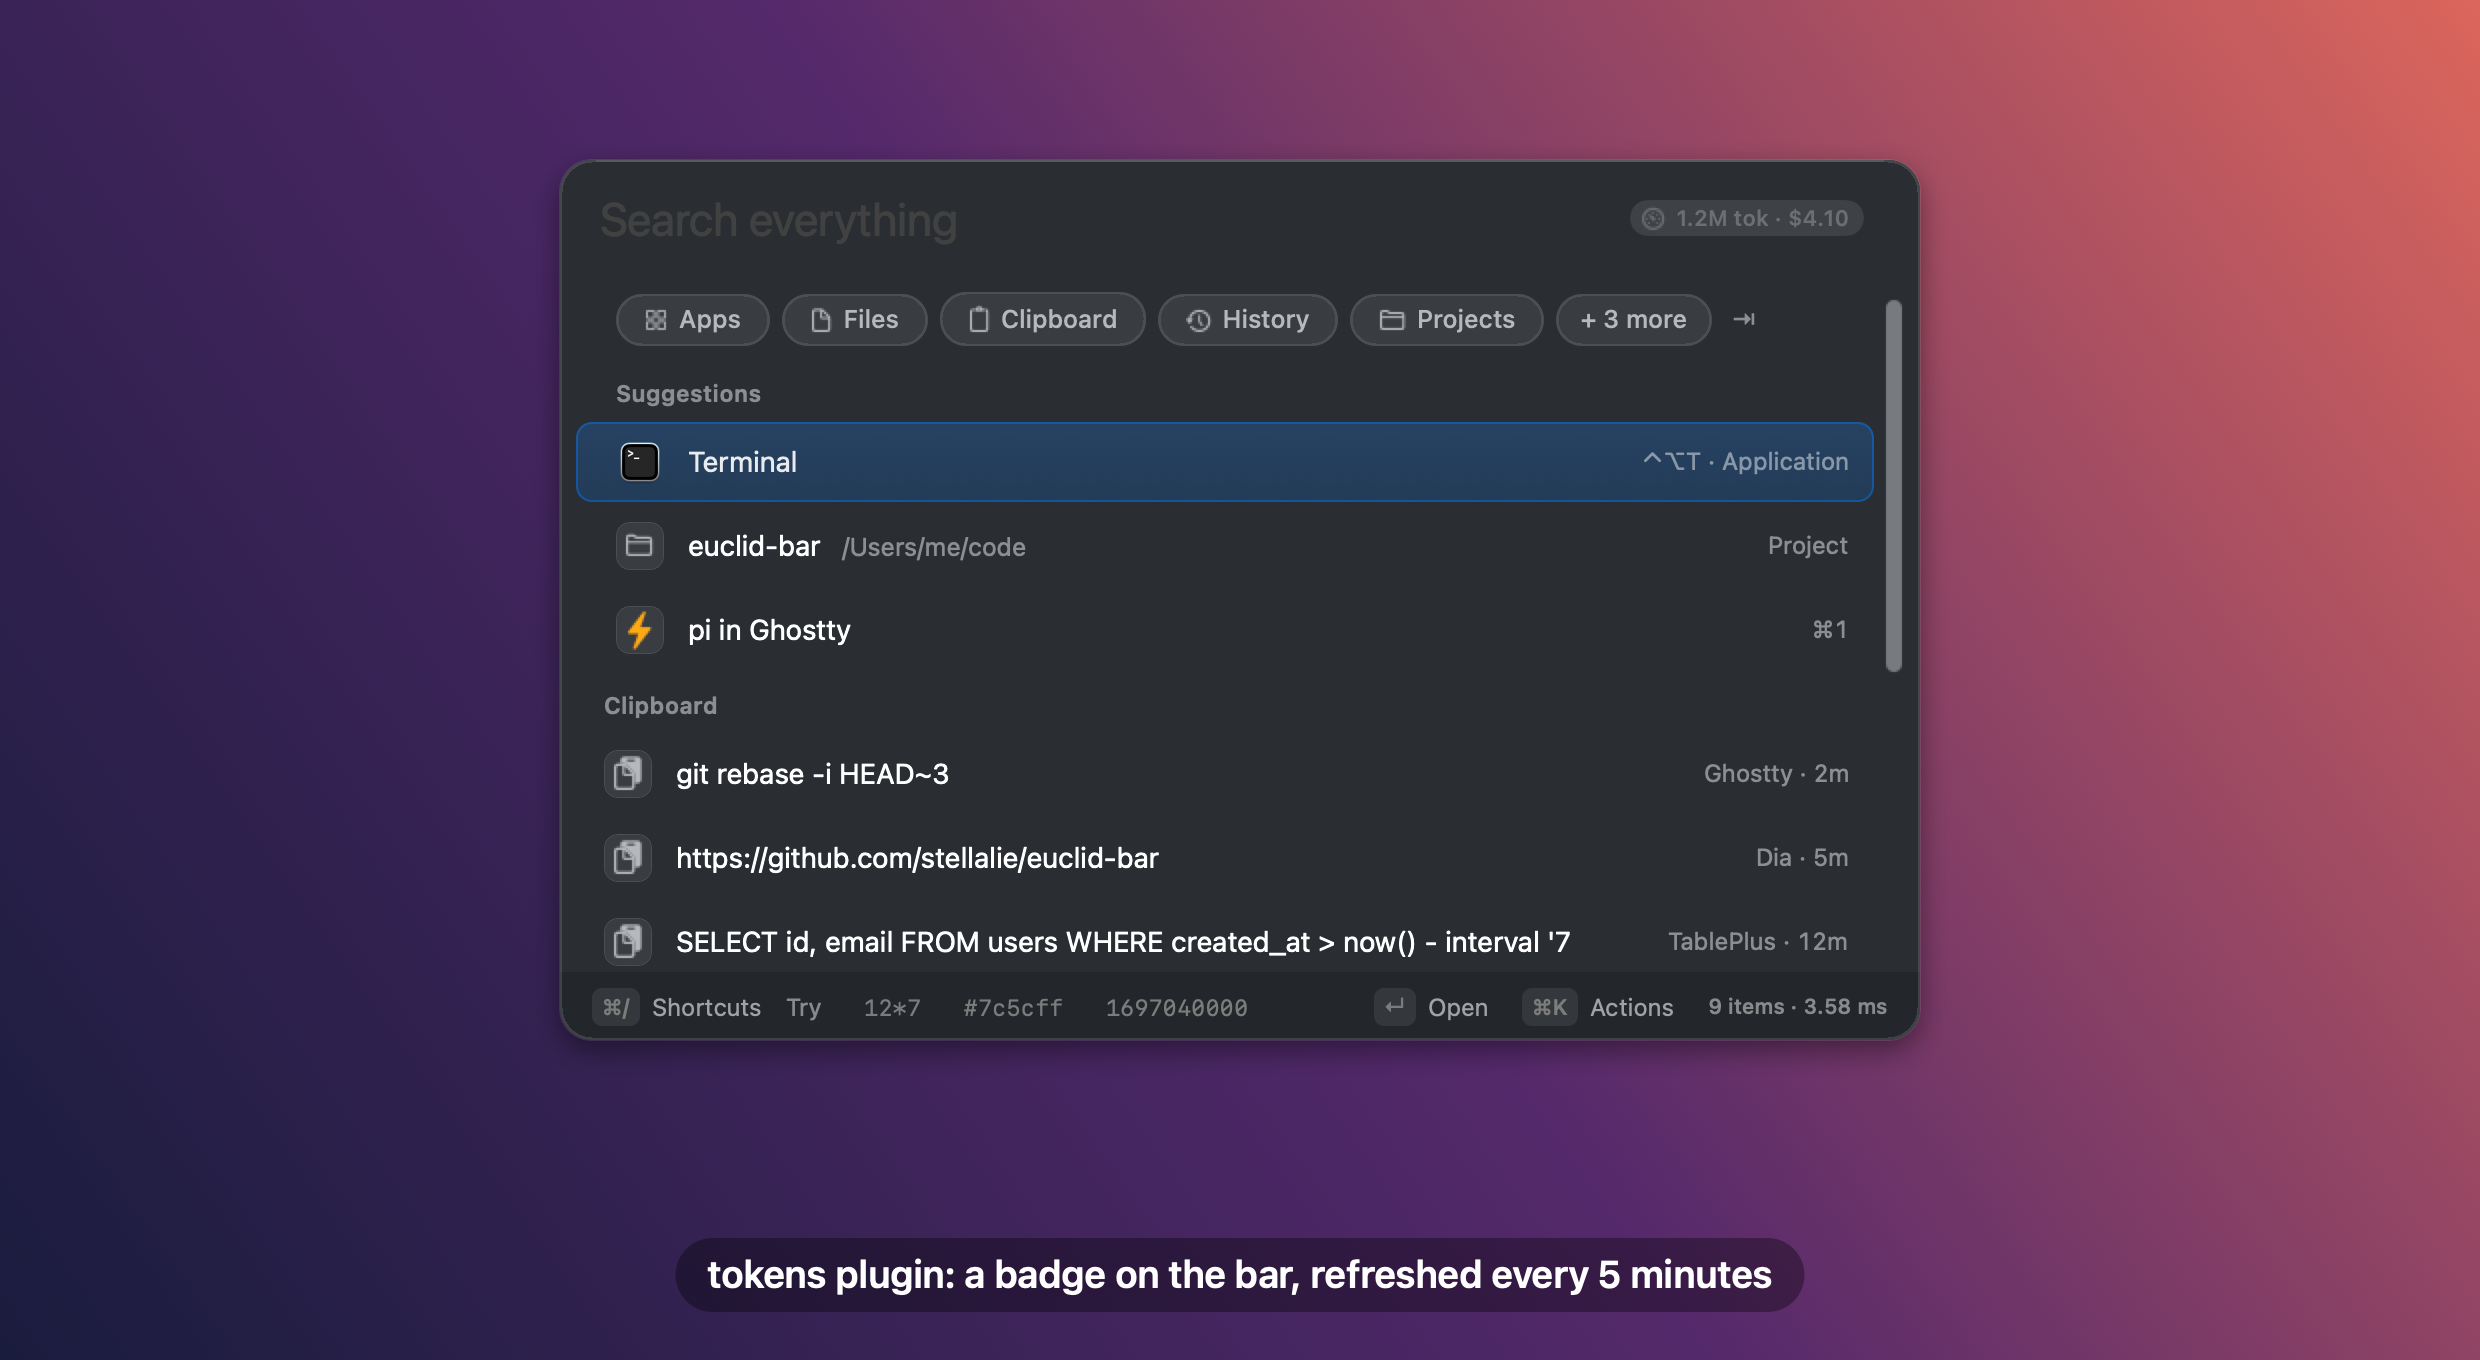 Search everything
1.2M tok · $4.10
Apps Files Clipboard History Projects + 3 more ⇥
Suggestions
>_ Terminal ^⌥T · Application
euclid-bar /Users/me/code Project
pi in Ghostty ⌘1
Clipboard
git rebase -i HEAD~3 Ghostty · 2m
https://github.com/stellalie/euclid-bar Dia · 5m
SELECT id, email FROM users WHERE created_at > now() - interval '7 TablePlus · 12m
⌘/ Shortcuts Try 12*7 #7c5cff 1697040000 ↵ Open ⌘K Actions 9 items · 3.58 ms
tokens plugin: a badge on the bar, refreshed every 5 minutes